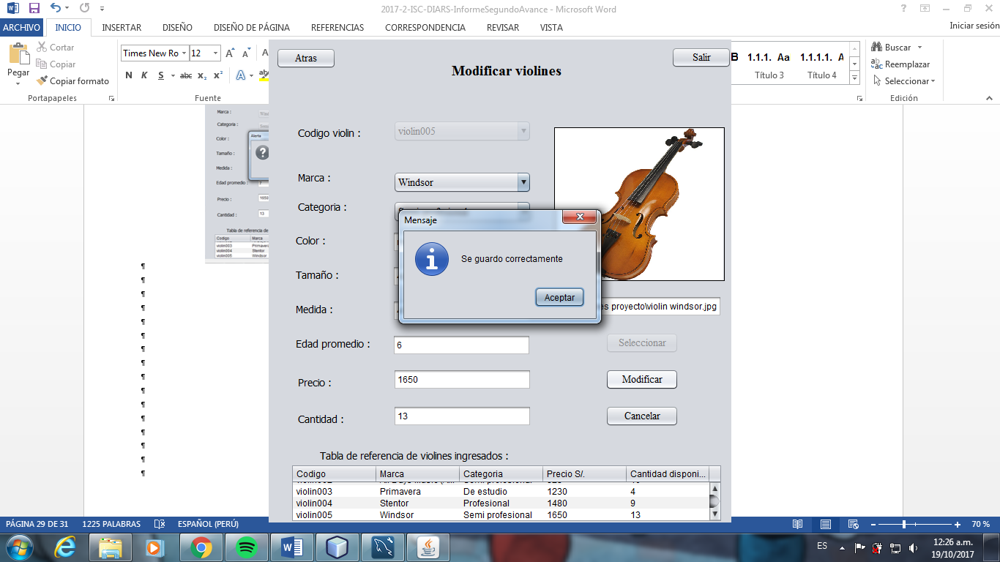 2017-2-ISC-DIARS-InformeSegundoAvance - Microsoft Word
ARCHIVO INICIO INSERTAR DISEÑO DISEÑO DE PÁGINA REFERENCIAS CORRESPONDENCIA REVISAR VISTA Iniciar sesión
Pegar
Cortar
Copiar
Copiar formato
Portapapeles
Times New Ro 12
N K S abc x₂ x²
Fuente
1.1.1. Aa 1.1.1.1. A
Título 3 Título 4
Buscar
Reemplazar
Seleccionar
Edición
Marca :
Categoria :
Color :
Tamaño :
Medida :
Edad promedio :
Precio : 1650
Cantidad : 13
Alerta
Tabla de referencia de
Codigo Marca
violin003 Primavera
violin004 Stentor
violin005 Windsor
Atras
Salir
Modificar violines
Codigo violin : violin005
Marca : Windsor
Categoria :
Color :
Tamaño :
Medida :
Edad promedio : 6
Precio : 1650
Cantidad : 13
es proyecto\violin windsor.jpg
Seleccionar
Modificar
Cancelar
Mensaje
Se guardo correctamente
Aceptar
Tabla de referencia de violines ingresados :
Codigo Marca Categoria Precio S/. Cantidad disponi...
violin003 Primavera De estudio 1230 4
violin004 Stentor Profesional 1480 9
violin005 Windsor Semi profesional 1650 13
PÁGINA 29 DE 31 1225 PALABRAS ESPAÑOL (PERÚ) 70 %
ES
12:26 a.m.
19/10/2017